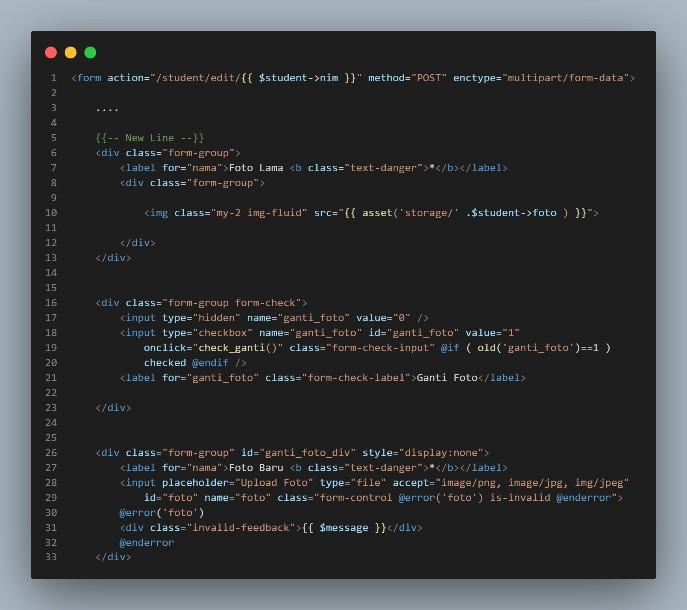 1 <form action="/student/edit/{{ $student->nim }}" method="POST" enctype="multipart/form-data">
2
3     ....
4
5     {{-- New Line --}}
6     <div class="form-group">
7         <label for="nama">Foto Lama <b class="text-danger">*</b></label>
8         <div class="form-group">
9
10             <img class="my-2 img-fluid" src="{{ asset('storage/' .$student->foto ) }}">
11
12         </div>
13     </div>
14
15
16     <div class="form-group form-check">
17         <input type="hidden" name="ganti_foto" value="0" />
18         <input type="checkbox" name="ganti_foto" id="ganti_foto" value="1"
19             onclick="check_ganti()" class="form-check-input" @if ( old('ganti_foto')==1 )
20             checked @endif />
21         <label for="ganti_foto" class="form-check-label">Ganti Foto</label>
22
23     </div>
24
25
26     <div class="form-group" id="ganti_foto_div" style="display:none">
27         <label for="nama">Foto Baru <b class="text-danger">*</b></label>
28         <input placeholder="Upload Foto" type="file" accept="image/png, image/jpg, img/jpeg"
29             id="foto" name="foto" class="form-control @error('foto') is-invalid @enderror">
30         @error('foto')
31         <div class="invalid-feedback">{{ $message }}</div>
32         @enderror
33     </div>